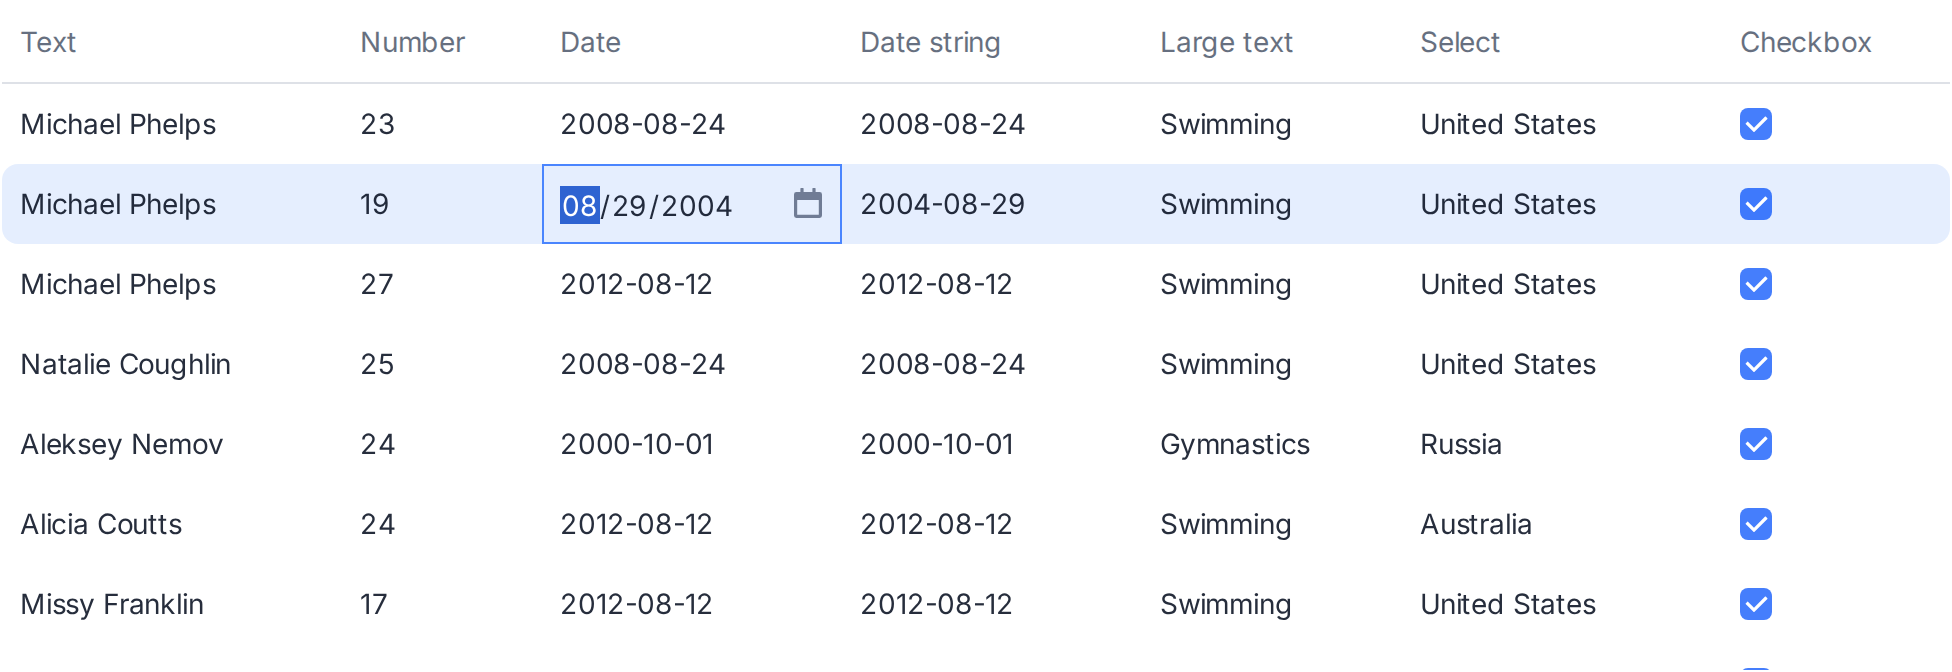 Text Number Date Date string Large text Select Checkbox
Michael Phelps 23 2008-08-24 2008-08-24 Swimming United States
Michael Phelps 19 08/29/2004 2004-08-29 Swimming United States
Michael Phelps 27 2012-08-12 2012-08-12 Swimming United States
Natalie Coughlin 25 2008-08-24 2008-08-24 Swimming United States
Aleksey Nemov 24 2000-10-01 2000-10-01 Gymnastics Russia
Alicia Coutts 24 2012-08-12 2012-08-12 Swimming Australia
Missy Franklin 17 2012-08-12 2012-08-12 Swimming United States